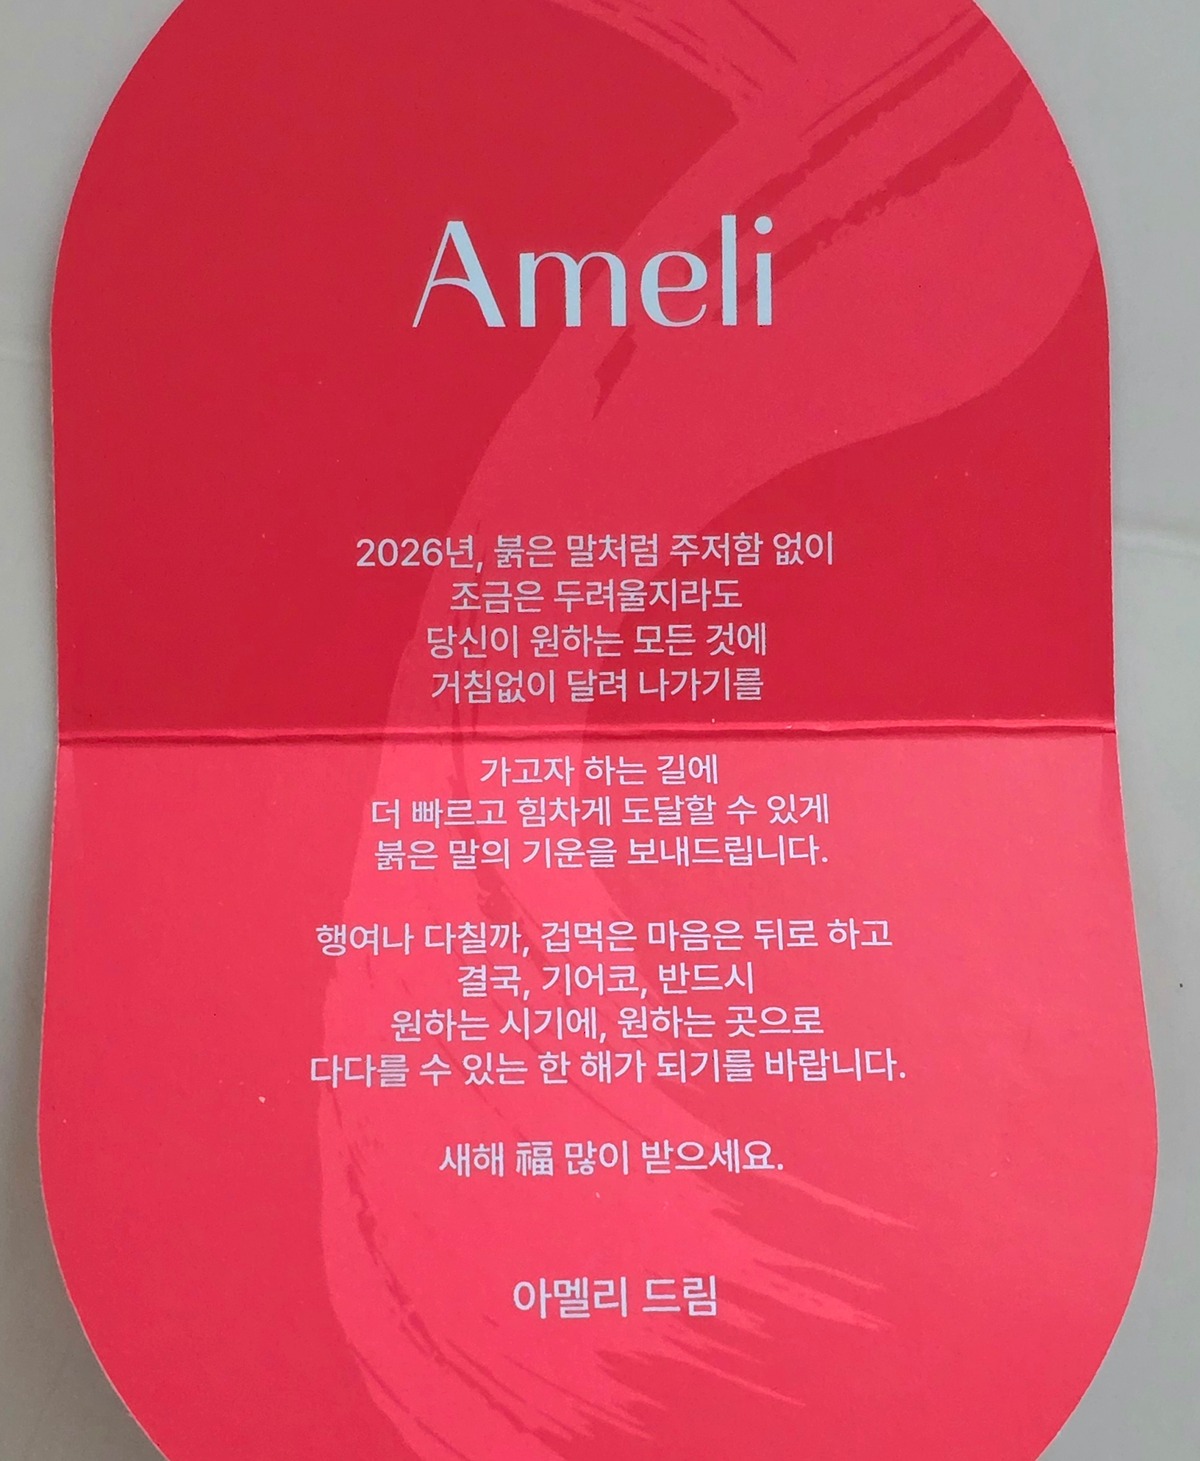 Ameli
2026년, 붉은 말처럼 주저함 없이
조금은 두려울지라도
당신이 원하는 모든 것에
거침없이 달려 나가기를
가고자 하는 길에
더 빠르고 힘차게 도달할 수 있게
붉은 말의 기운을 보내드립니다.
행여나 다칠까, 겁먹은 마음은 뒤로 하고
결국, 기어코, 반드시
원하는 시기에, 원하는 곳으로
다다를 수 있는 한 해가 되기를 바랍니다.
새해 福 많이 받으세요.
아멜리 드림